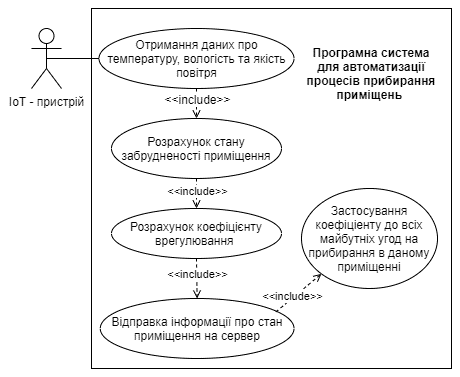 Отримання даних про
температуру, вологість та якість
повітря
Програмна система
для автоматизації
процесів прибирання
приміщень
IoT - пристрій
<<include>>
Розрахунок стану
забрудненості приміщення
<<include>>
Розрахунок коефіцієнту
врегулювання
Застосування
коефіцієнту до всіх
майбутніх угод на
прибирання в даному
приміщенні
<<include>>
<<include>>
Відправка інформації про стан
приміщення на сервер